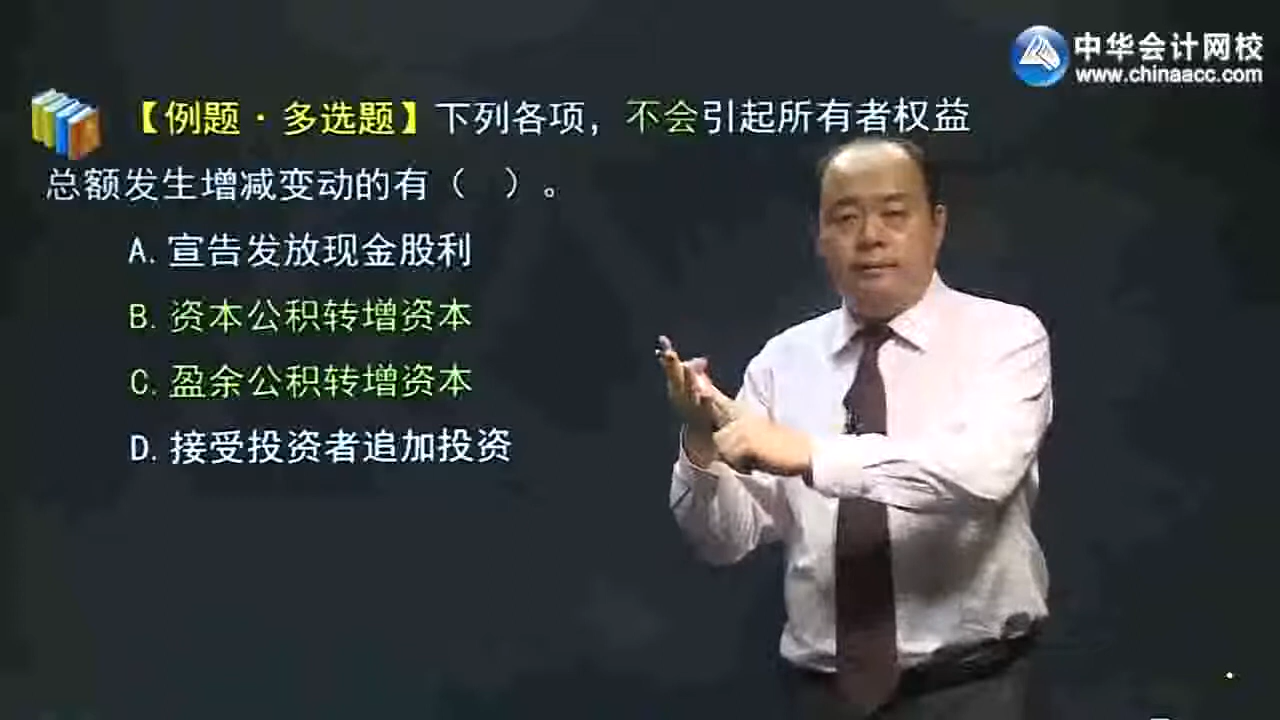 中华会计网校
www.chinaacc.com
【例题·多选题】下列各项，不会引起所有者权益
总额发生增减变动的有（ ）。
A. 宣告发放现金股利
B. 资本公积转增资本
C. 盈余公积转增资本
D. 接受投资者追加投资